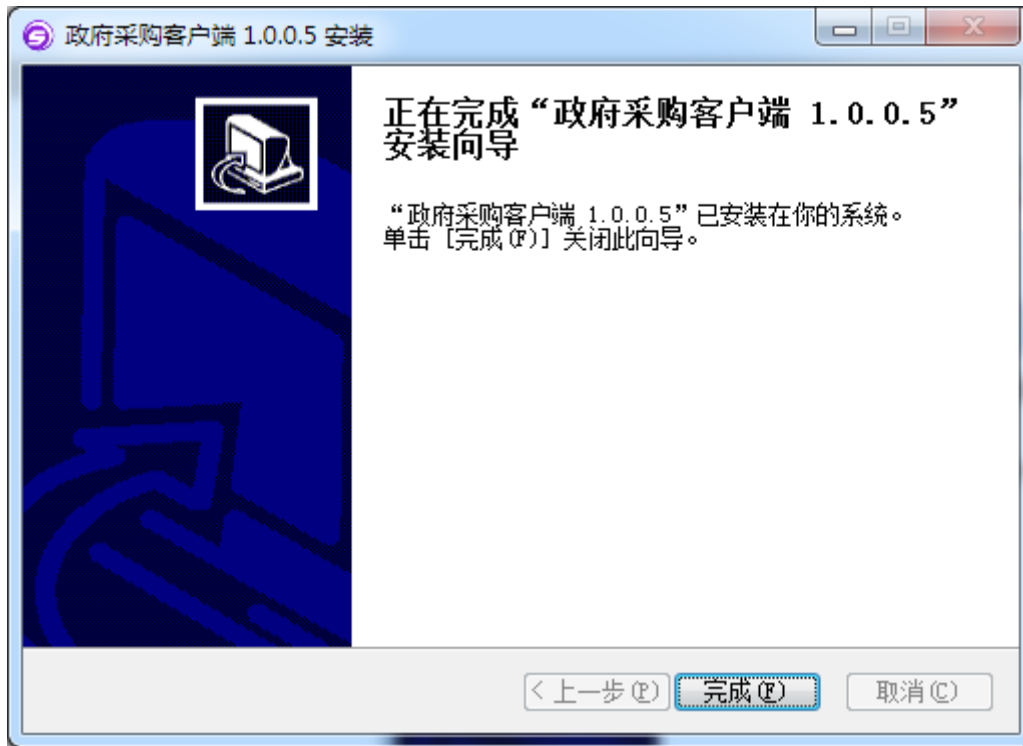 政府采购客户端 1.0.0.5 安装
正在完成“政府采购客户端 1.0.0.5”
安装向导
“政府采购客户端 1.0.0.5”已安装在你的系统。
单击 [完成(F)] 关闭此向导。
< 上一步(P)
完成(F)
取消(C)